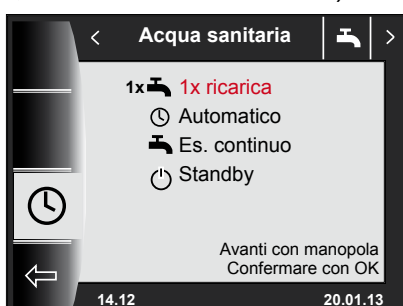 Acqua sanitaria
1x 1x ricarica
Automatico
Es. continuo
Standby
Avanti con manopola
Confermare con OK
14.12 20.01.13